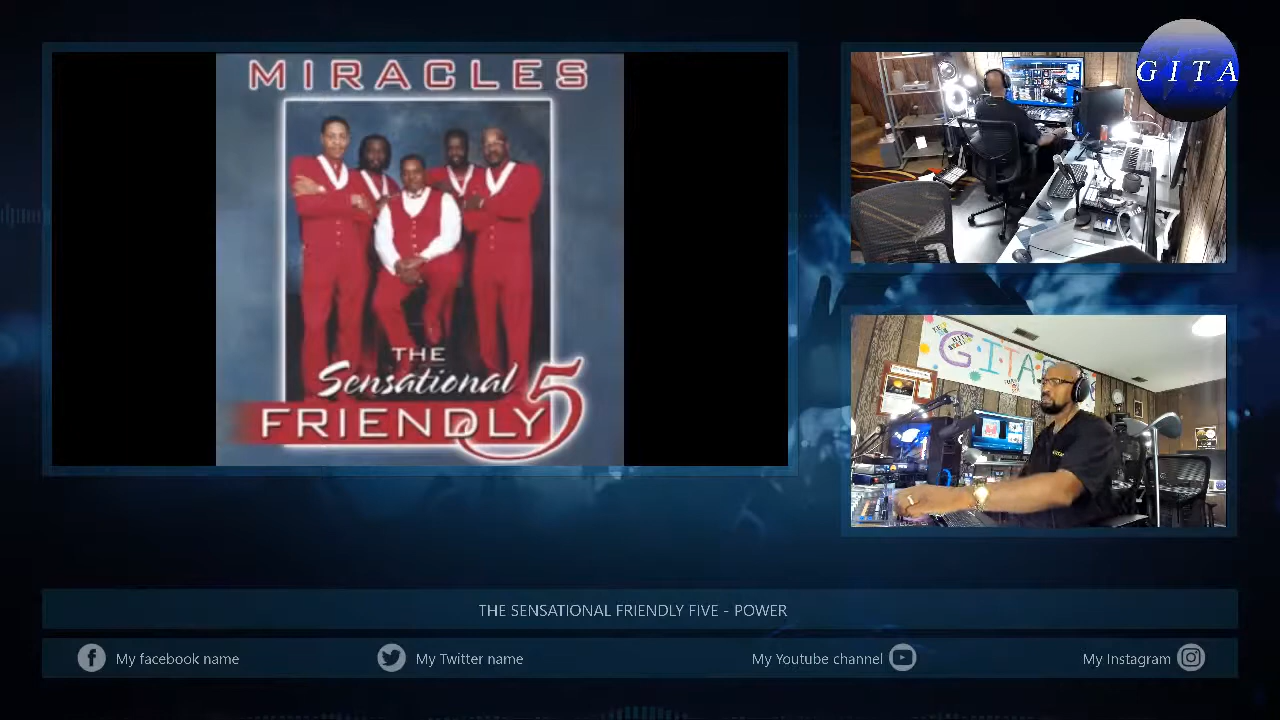 MIRACLES
THE
Sensational
FRIENDLY 5
GITA
GITA
THE SENSATIONAL FRIENDLY FIVE - POWER
My facebook name
My Twitter name
My Youtube channel
My Instagram